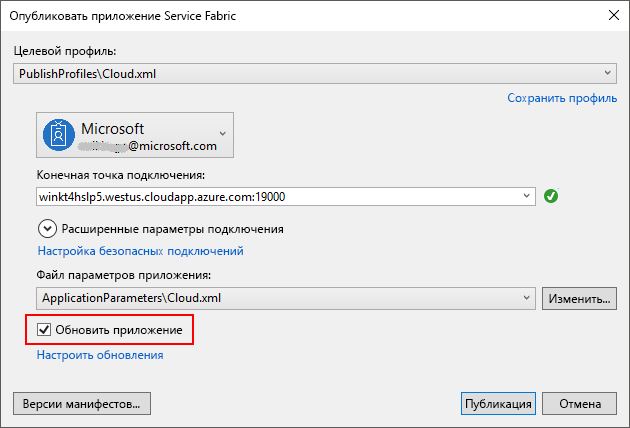 Опубликовать приложение Service Fabric
Целевой профиль:
PublishProfiles\Cloud.xml
Сохранить профиль
Microsoft
@microsoft.com
Конечная точка подключения:
winkt4hslp5.westus.cloudapp.azure.com:19000
Расширенные параметры подключения
Настройка безопасных подключений
Файл параметров приложения:
ApplicationParameters\Cloud.xml
Изменить...
Обновить приложение
Настроить обновления
Версии манифестов...
Публикация
Отмена